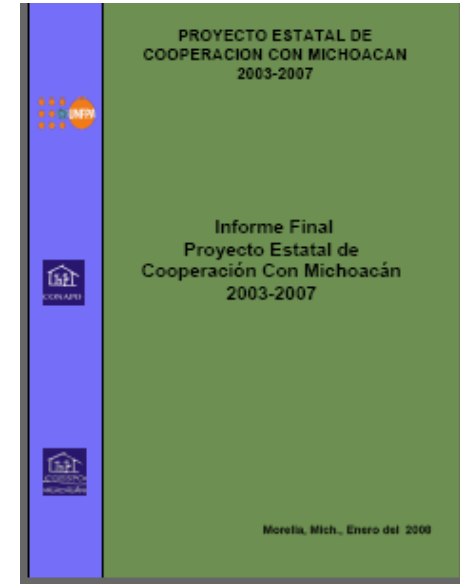 PROYECTO ESTATAL DE
COOPERACION CON MICHOACAN
2003-2007
UNFPA
Informe Final
Proyecto Estatal de
Cooperación Con Michoacán
2003-2007
CONAPO
COESPO
Morelia, Mich., Enero del 2008